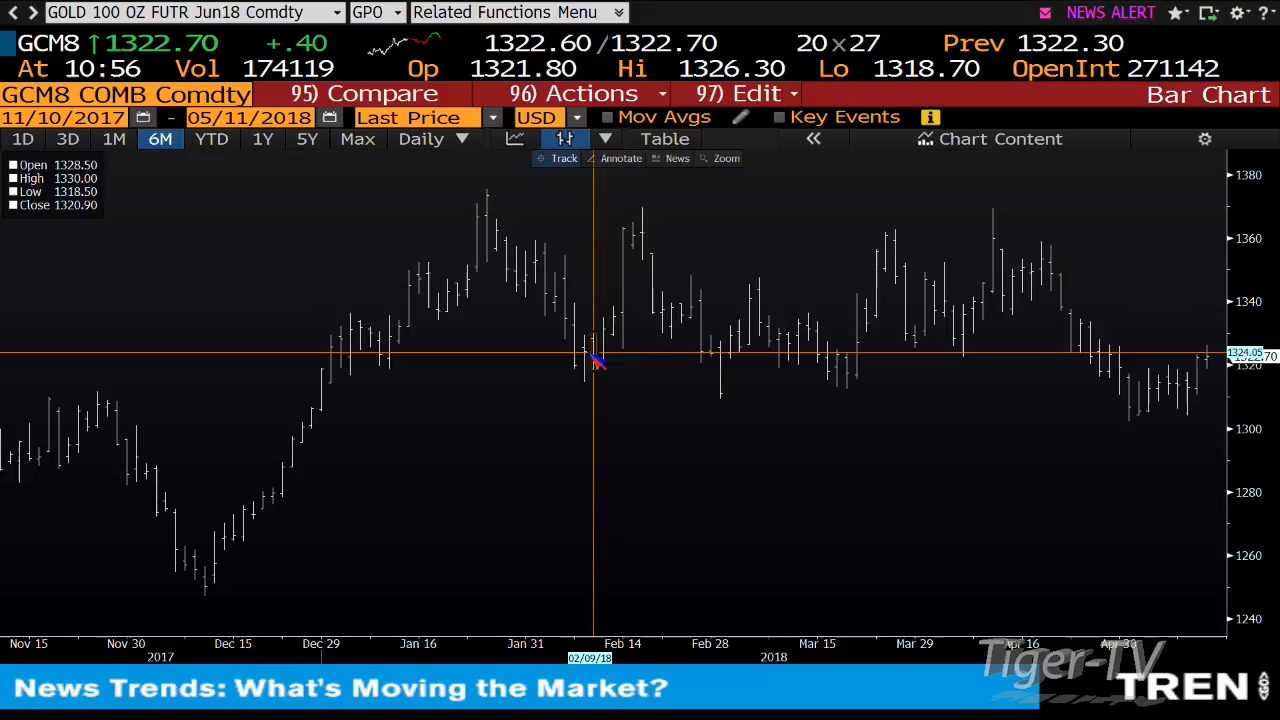 GOLD 100 OZ FUTR Jun18 Comdty GPO Related Functions Menu NEWS ALERT
GCM8 ↑1322.70 +.40 1322.60/1322.70 20x27 Prev 1322.30
At 10:56 Vol 174119 Op 1321.80 Hi 1326.30 Lo 1318.70 OpenInt 271142
GCM8 COMB Comdty 95) Compare 96) Actions 97) Edit Bar Chart
11/10/2017 - 05/11/2018 Last Price USD Mov Avgs Key Events
1D 3D 1M 6M YTD 1Y 5Y Max Daily Table « Chart Content
Track Annotate News Zoom
Open 1328.50
High 1330.00
Low 1318.50
Close 1320.90
1380
1360
1340
1324.05
1320
1300
1280
1260
1240
Nov 15 Nov 30 Dec 15 Dec 29 Jan 16 Jan 31 Feb 14 Feb 28 Mar 15 Mar 29 Apr 16 Apr 30
2017 02/09/18 2018
Tiger-TV
News Trends: What's Moving the Market? TREN